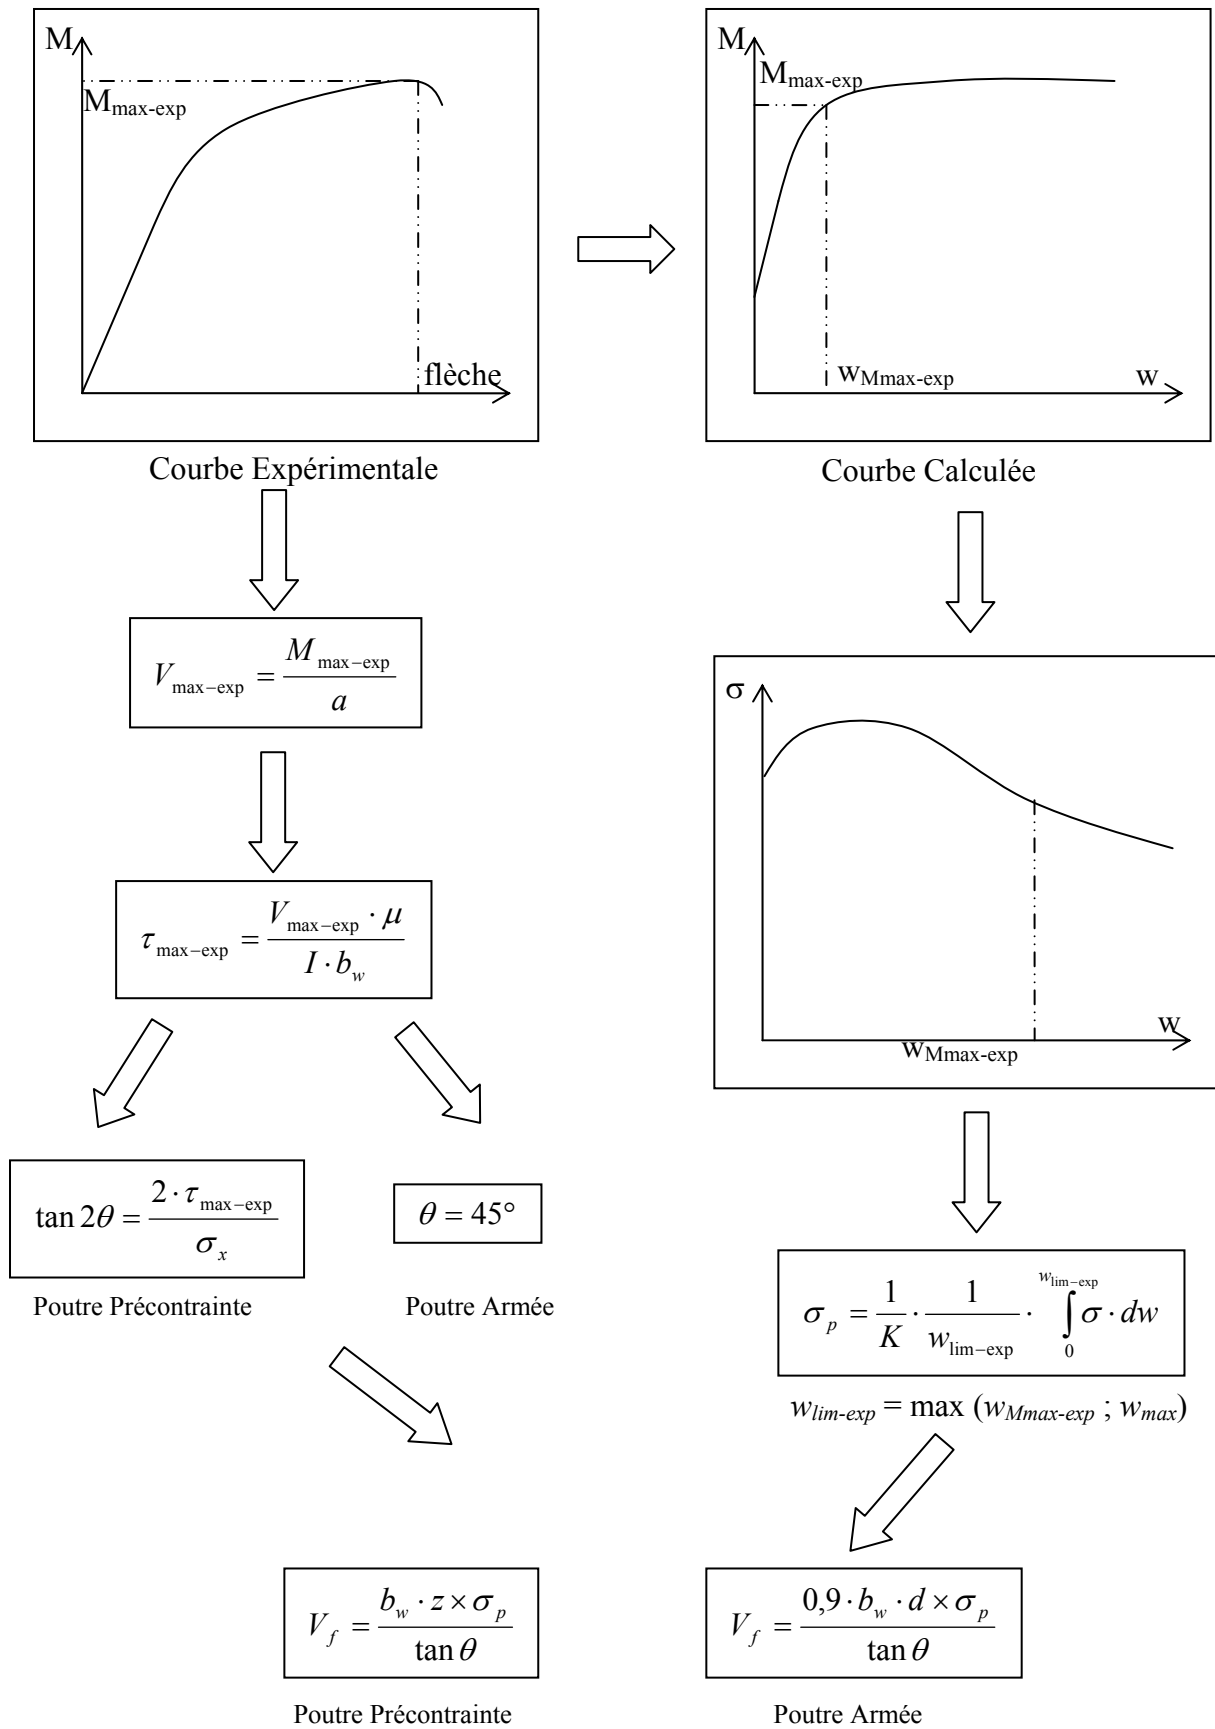 M
M_max-exp
flèche
Courbe Expérimentale
M
M_max-exp
w_Mmax-exp
w
Courbe Calculée
V_max–exp = M_max–exp / a
τ_max–exp = V_max–exp · μ / I · b_w
tan 2θ = 2 · τ_max–exp / σ_x
Poutre Précontrainte
θ = 45°
Poutre Armée
σ
w
w_Mmax-exp
σ_p = 1/K · 1/w_lim–exp · ∫_0^w_lim–exp σ · dw
w_lim-exp = max (w_Mmax-exp ; w_max)
V_f = b_w · z × σ_p / tan θ
Poutre Précontrainte
V_f = 0,9 · b_w · d × σ_p / tan θ
Poutre Armée